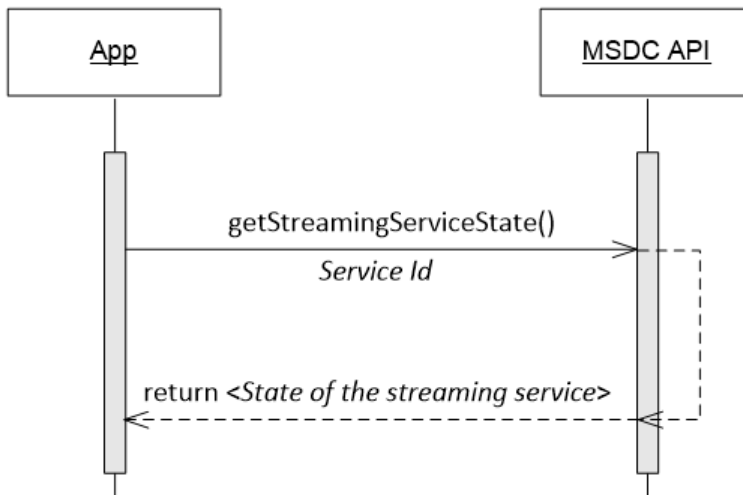 App
MSDC API
getStreamingServiceState()
Service Id
return <State of the streaming service>